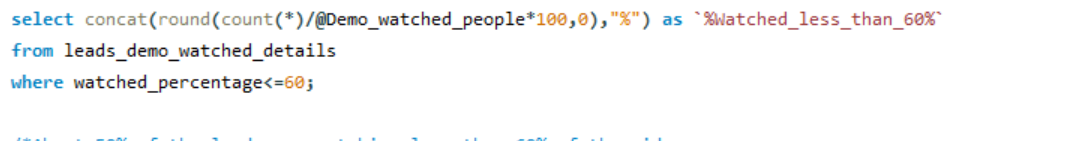 select concat(round(count(*)/@Demo_watched_people*100,0),"%") as `%Watched_less_than_60%`
from leads_demo_watched_details
where watched_percentage<=60;